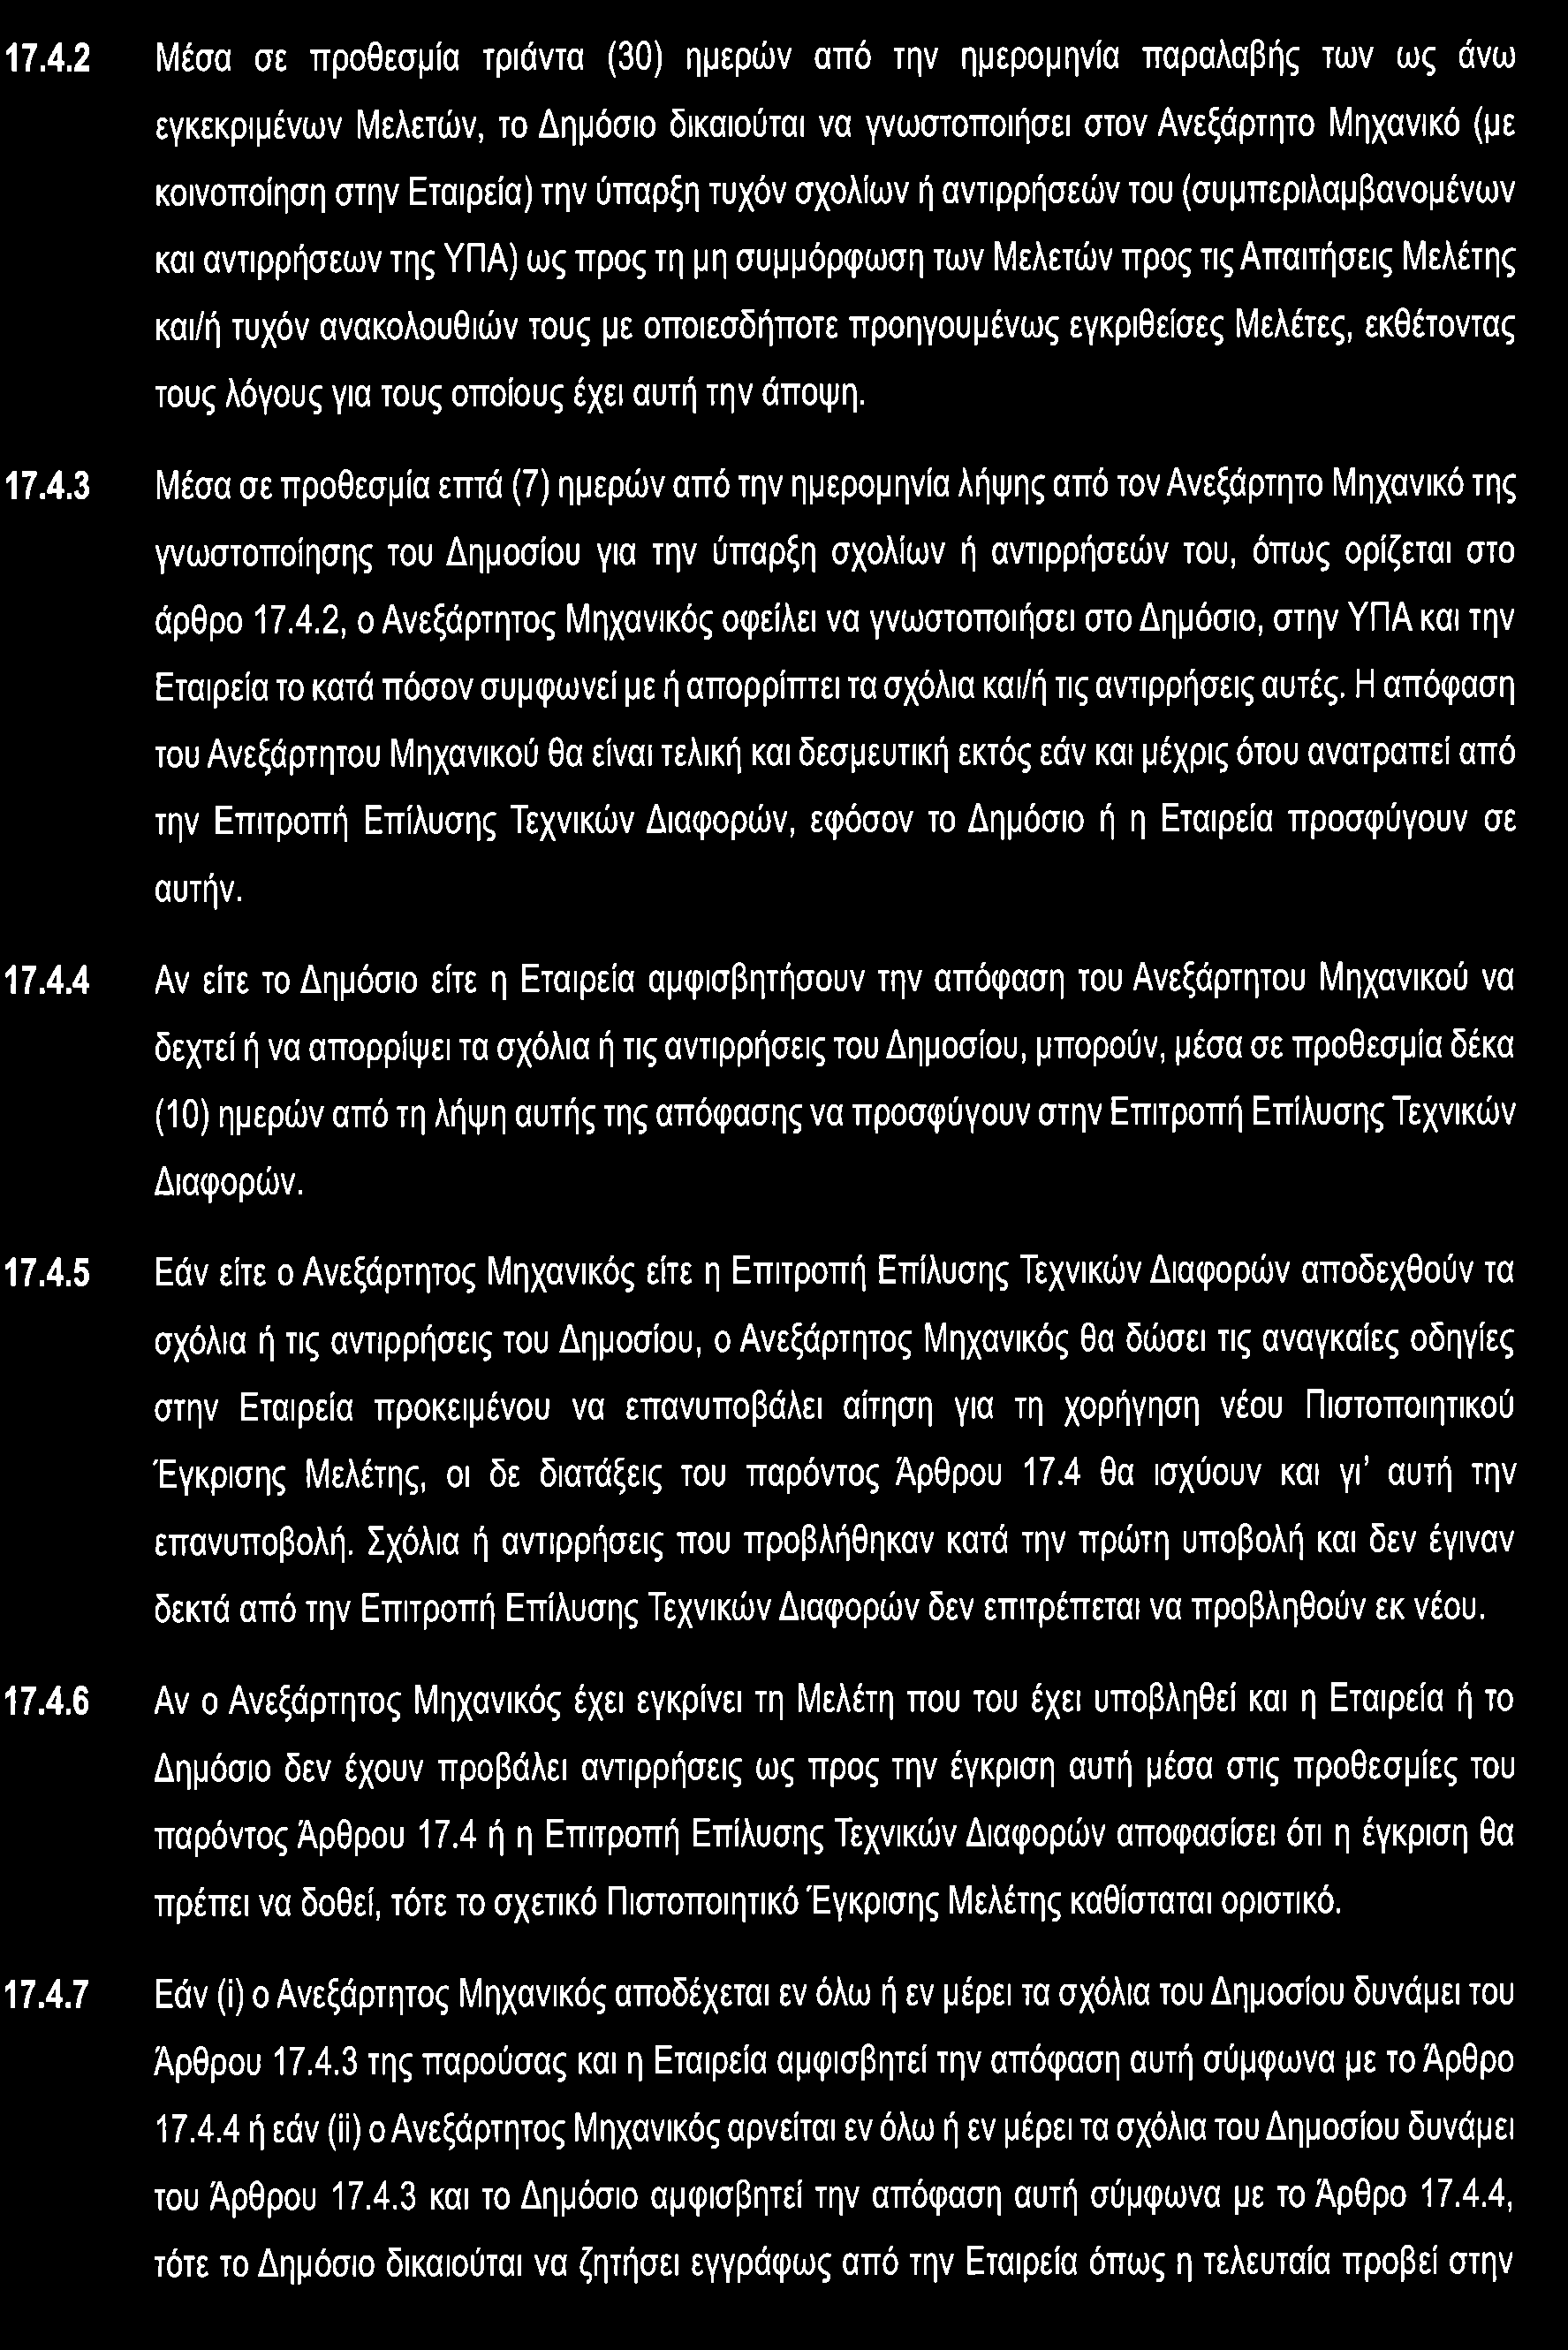 17.4.2 Μέσα σε προθεσμία τριάντα (30) ημερών από την ημερομηνία παραλαβής των ως άνω
εγκεκριμένων Μελετών, το Δημόσιο δικαιούται να γνωστοποιήσει στον Ανεξάρτητο Μηχανικό (με
κοινοποίηση στην Εταιρεία) την ύπαρξη τυχόν σχολίων ή αντιρρήσεών του (συμπεριλαμβανομένων
και αντιρρήσεων της ΥΠΑ) ως προς τη μη συμμόρφωση των Μελετών προς τις Απαιτήσεις Μελέτης
και/ή τυχόν ανακολουθιών τους με οποιεσδήποτε προηγουμένως εγκριθείσες Μελέτες, εκθέτοντας
τους λόγους για τους οποίους έχει αυτή την άποψη.
17.4.3 Μέσα σε προθεσμία επτά (7) ημερών από την ημερομηνία λήψης από τον Ανεξάρτητο Μηχανικό της
γνωστοποίησης του Δημοσίου για την ύπαρξη σχολίων ή αντιρρήσεών του, όπως ορίζεται στο
άρθρο 17.4.2, ο Ανεξάρτητος Μηχανικός οφείλει να γνωστοποιήσει στο Δημόσιο, στην ΥΠΑ και την
Εταιρεία το κατά πόσον συμφωνεί με ή απορρίπτει τα σχόλια και/ή τις αντιρρήσεις αυτές. Η απόφαση
του Ανεξάρτητου Μηχανικού θα είναι τελική και δεσμευτική εκτός εάν και μέχρις ότου ανατραπεί από
την Επιτροπή Επίλυσης Τεχνικών Διαφορών, εφόσον το Δημόσιο ή η Εταιρεία προσφύγουν σε
αυτήν.
17.4.4 Αν είτε το Δημόσιο είτε η Εταιρεία αμφισβητήσουν την απόφαση του Ανεξάρτητου Μηχανικού να
δεχτεί ή να απορρίψει τα σχόλια ή τις αντιρρήσεις του Δημοσίου, μπορούν, μέσα σε προθεσμία δέκα
(10) ημερών από τη λήψη αυτής της απόφασης να προσφύγουν στην Επιτροπή Επίλυσης Τεχνικών
Διαφορών.
17.4.5 Εάν είτε ο Ανεξάρτητος Μηχανικός είτε η Επιτροπή Επίλυσης Τεχνικών Διαφορών αποδεχθούν τα
σχόλια ή τις αντιρρήσεις του Δημοσίου, ο Ανεξάρτητος Μηχανικός θα δώσει τις αναγκαίες οδηγίες
στην Εταιρεία προκειμένου να επανυποβάλει αίτηση για τη χορήγηση νέου Πιστοποιητικού
Έγκρισης Μελέτης, οι δε διατάξεις του παρόντος Άρθρου 17.4 θα ισχύουν και γι’ αυτή την
επανυποβολή. Σχόλια ή αντιρρήσεις που προβλήθηκαν κατά την πρώτη υποβολή και δεν έγιναν
δεκτά από την Επιτροπή Επίλυσης Τεχνικών Διαφορών δεν επιτρέπεται να προβληθούν εκ νέου.
17.4.6 Αν ο Ανεξάρτητος Μηχανικός έχει εγκρίνει τη Μελέτη που του έχει υποβληθεί και η Εταιρεία ή το
Δημόσιο δεν έχουν προβάλει αντιρρήσεις ως προς την έγκριση αυτή μέσα στις προθεσμίες του
παρόντος Άρθρου 17.4 ή η Επιτροπή Επίλυσης Τεχνικών Διαφορών αποφασίσει ότι η έγκριση θα
πρέπει να δοθεί, τότε το σχετικό Πιστοποιητικό Έγκρισης Μελέτης καθίσταται οριστικό.
17.4.7 Εάν (i) ο Ανεξάρτητος Μηχανικός αποδέχεται εν όλω ή εν μέρει τα σχόλια του Δημοσίου δυνάμει του
Άρθρου 17.4.3 της παρούσας και η Εταιρεία αμφισβητεί την απόφαση αυτή σύμφωνα με το Άρθρο
17.4.4 ή εάν (ii) ο Ανεξάρτητος Μηχανικός αρνείται εν όλω ή εν μέρει τα σχόλια του Δημοσίου δυνάμει
του Άρθρου 17.4.3 και το Δημόσιο αμφισβητεί την απόφαση αυτή σύμφωνα με το Άρθρο 17.4.4,
τότε το Δημόσιο δικαιούται να ζητήσει εγγράφως από την Εταιρεία όπως η τελευταία προβεί στην